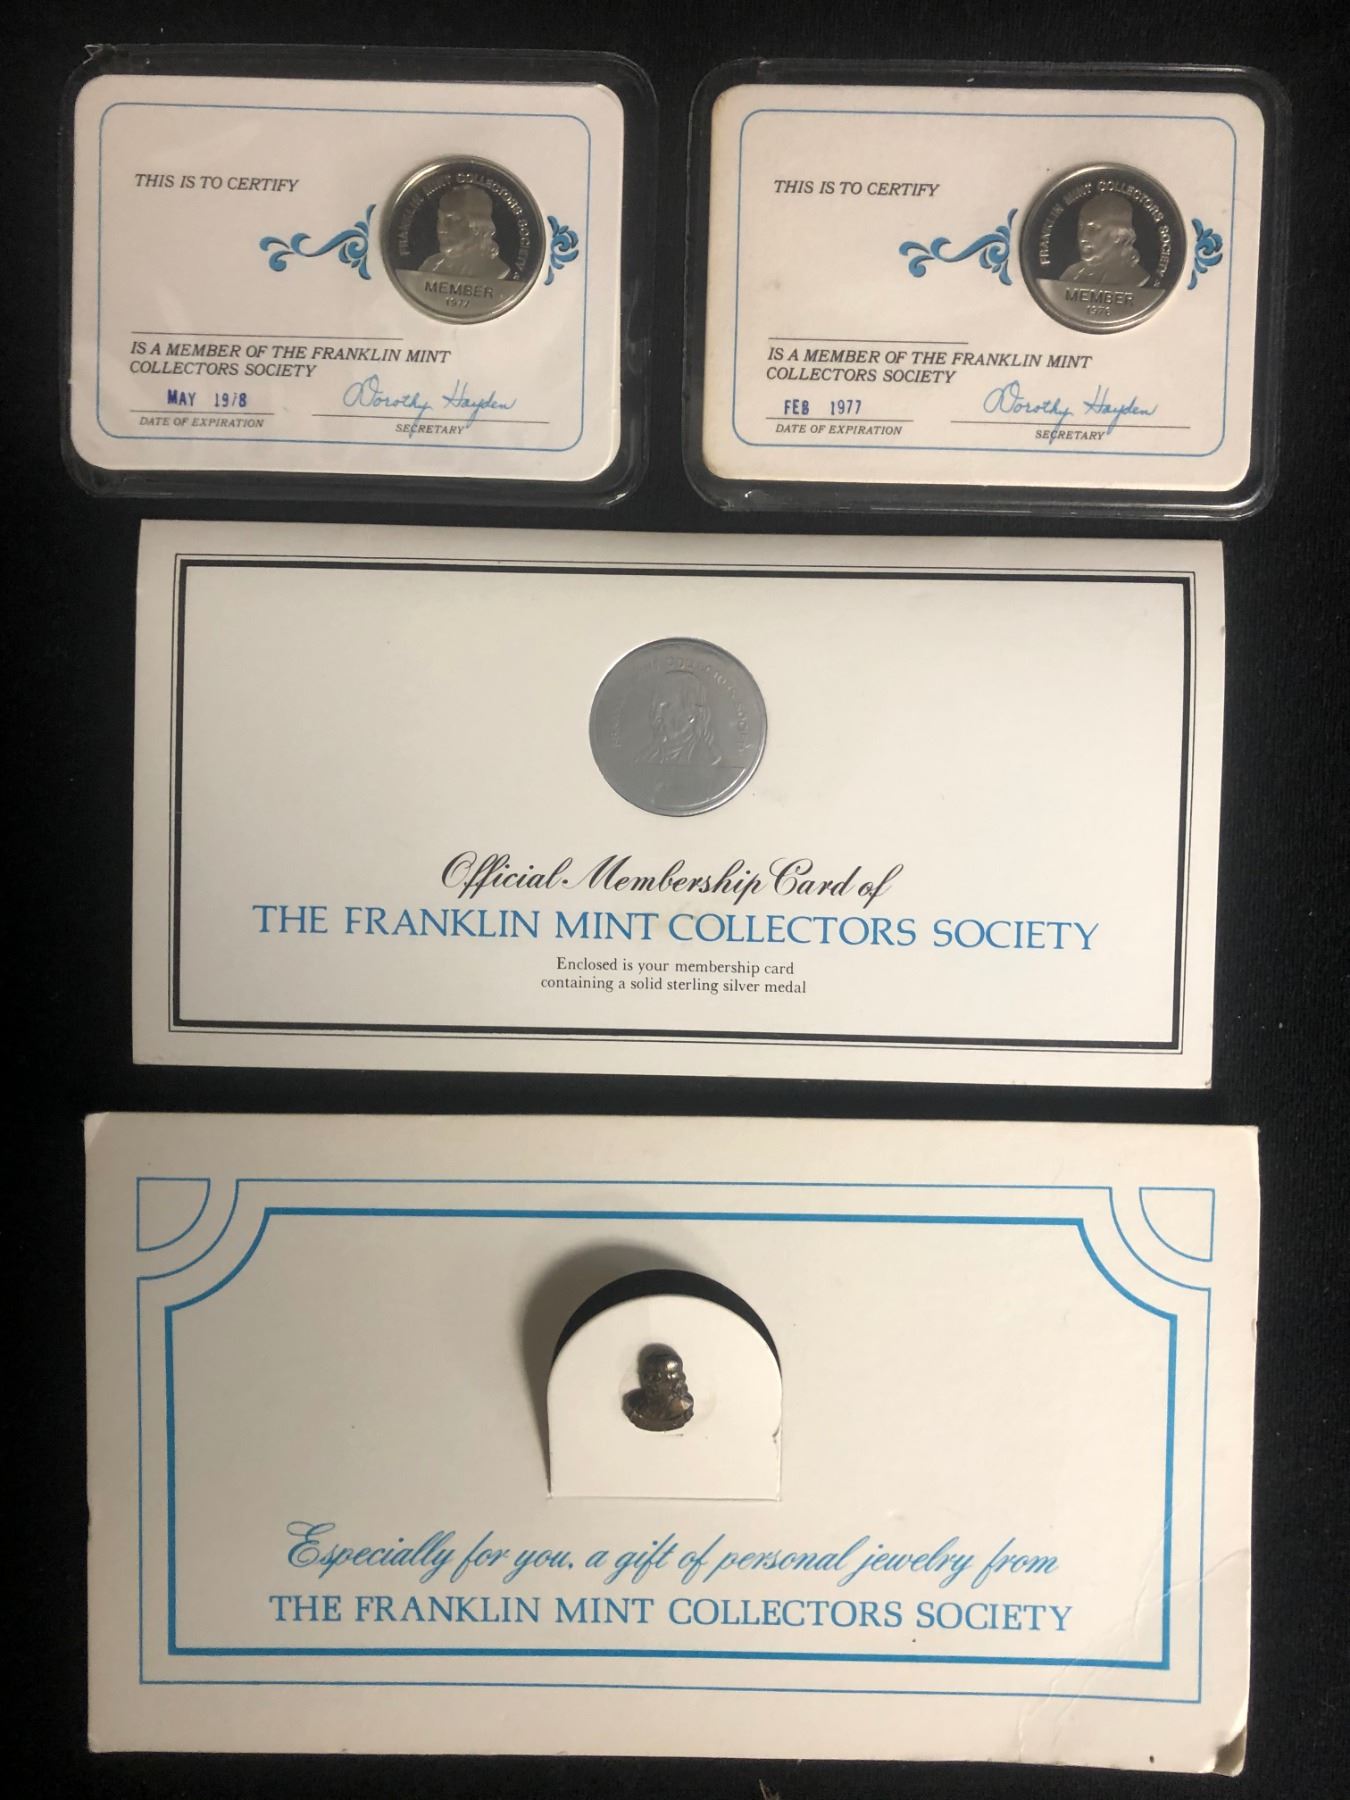 THIS IS TO CERTIFY
FRANKLIN MINT COLLECTORS SOCIETY
MEMBER
1977
IS A MEMBER OF THE FRANKLIN MINT
COLLECTORS SOCIETY
MAY 1978
DATE OF EXPIRATION
Dorothy Hayden
SECRETARY
THIS IS TO CERTIFY
FRANKLIN MINT COLLECTORS SOCIETY
MEMBER
1976
IS A MEMBER OF THE FRANKLIN MINT
COLLECTORS SOCIETY
FEB 1977
DATE OF EXPIRATION
Dorothy Hayden
SECRETARY
Official Membership Card of
THE FRANKLIN MINT COLLECTORS SOCIETY
Enclosed is your membership card
containing a solid sterling silver medal
Especially for you, a gift of personal jewelry from
THE FRANKLIN MINT COLLECTORS SOCIETY